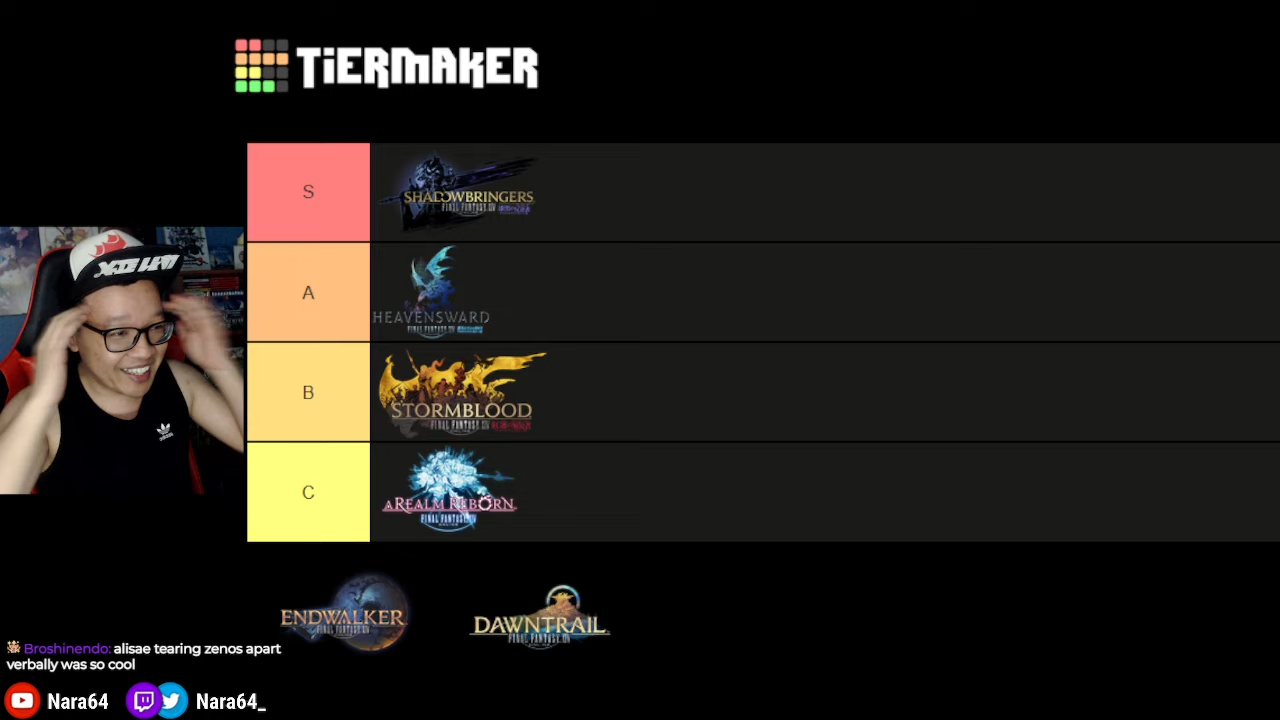 TiERMAKER
S
SHADOWBRINGERS
FINAL FANTASY XIV
A
HEAVENSWARD
FINAL FANTASY XIV
B
STORMBLOOD
FINAL FANTASY XIV
C
A REALM REBORN
FINAL FANTASY XIV
ENDWALKER
FINAL FANTASY XIV
DAWNTRAIL
FINAL FANTASY XIV
Broshinendo: alisae tearing zenos apart
verbally was so cool
Nara64
Nara64_